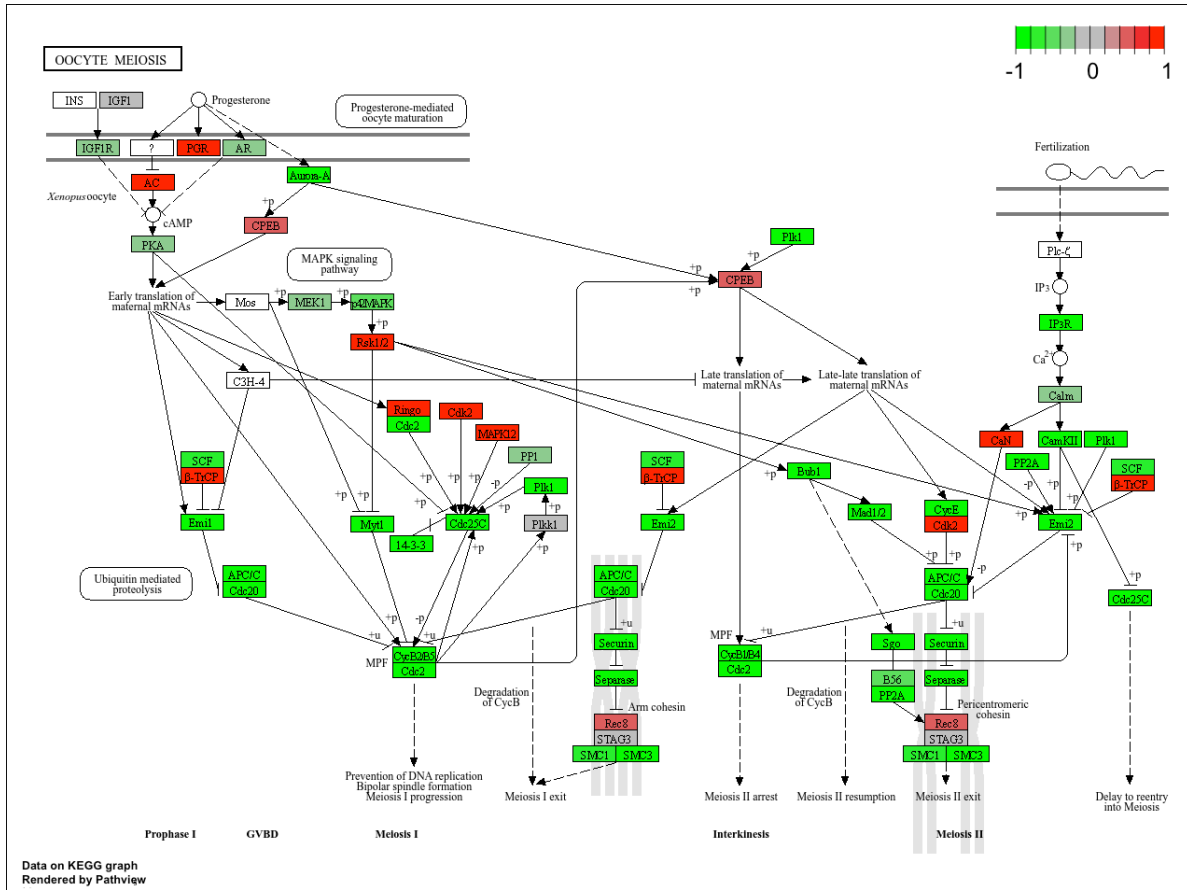 OOCYTE MEIOSIS
-1 0 1
INS
IGF1
Progesterone
Progesterone-mediated
oocyte maturation
IGF1R
?
PGR
AR
Fertilization
AC
Aurora-A
Xenopus oocyte
cAMP
+p
CPEB
PKA
Plk1
Plc-ζ
MAPK signaling
pathway
+p
+p
CPEB
+p
IP3
Early translation of
maternal mRNAs
Mos
+p
MEK1
+p
p42MAPK
+p
Rsk1/2
IP3R
Ca2+
C3H-4
Late translation of
maternal mRNAs
Late-late translation of
maternal mRNAs
Calm
Ringo
Cdc2
Cdk2
MAPK12
PP1
CaN
CamKII
Plk1
SCF
β-TrCP
SCF
β-TrCP
PP2A
SCF
β-TrCP
+p
+p
+p
-p
Plk1
Bub1
+p
-p
+p
+p
+p
+p
Emi1
Myt1
Cdc25C
Plkk1
Emi2
Mad1/2
CycE
Cdk2
+p
Emi2
14-3-3
+p
+p
+p
+p
+p
+p
Ubiquitin mediated
proteolysis
APC/C
Cdc20
APC/C
Cdc20
APC/C
Cdc20
-p
+p
Cdc25C
+p
-p
+u
+u
+u
+u
+u
MPF
CycB2/B5
Cdc2
Securin
MPF
CycB1/B4
Cdc2
Sgo
Securin
Separase
B56
PP2A
Separase
Degradation
of CycB
Arm cohesin
Degradation
of CycB
Pericentromeric
cohesin
Rec8
STAG3
SMC1
SMC3
Rec8
STAG3
SMC1
SMC3
Prevention of DNA replication
Bipolar spindle formation
Meiosis I progression
Meiosis I exit
Meiosis II arrest
Meiosis II resumption
Meiosis II exit
Delay to reentry
into Meiosis
Prophase I
GVBD
Meiosis I
Interkinesis
Meiosis II
Data on KEGG graph
Rendered by Pathview